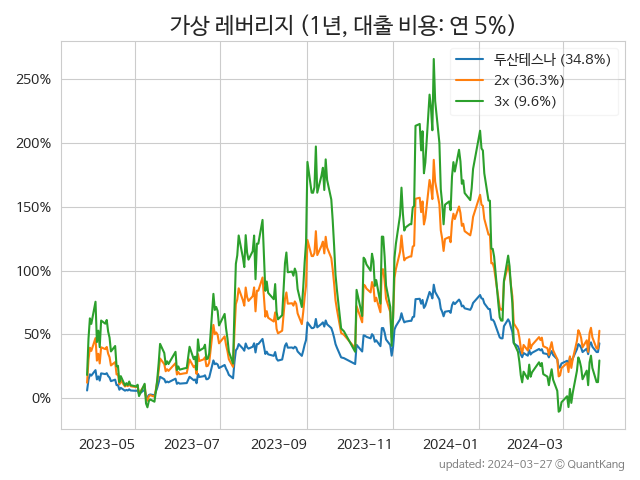 가상 레버리지 (1년, 대출 비용: 연 5%)
두산테스나 (34.8%)
2x (36.3%)
3x (9.6%)
250%
200%
150%
100%
50%
0%
2023-05 2023-07 2023-09 2023-11 2024-01 2024-03
updated: 2024-03-27 © QuantKang